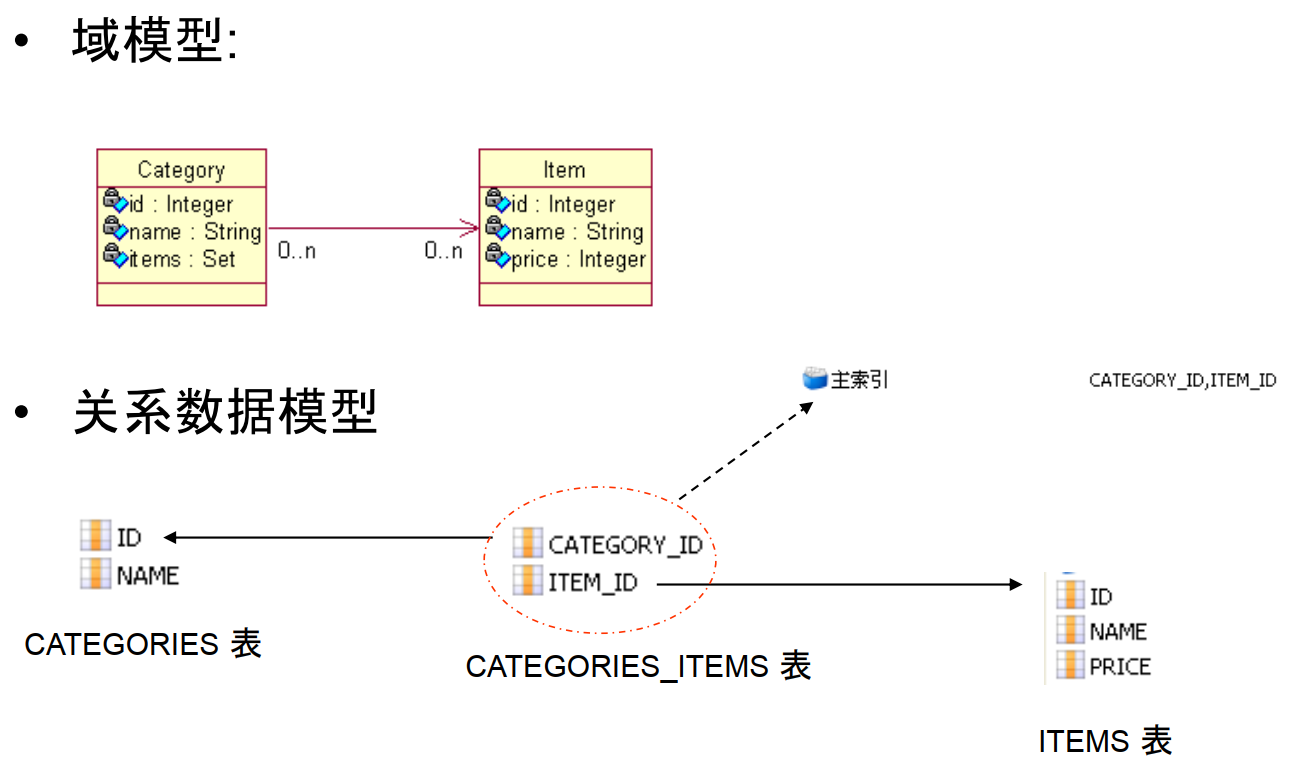 • 域模型:
Category
id : Integer
name : String
items : Set
0..n
0..n
Item
id : Integer
name : String
price : Integer
• 关系数据模型
主索引
CATEGORY_ID,ITEM_ID
ID
NAME
CATEGORIES 表
CATEGORY_ID
ITEM_ID
CATEGORIES_ITEMS 表
ID
NAME
PRICE
ITEMS 表